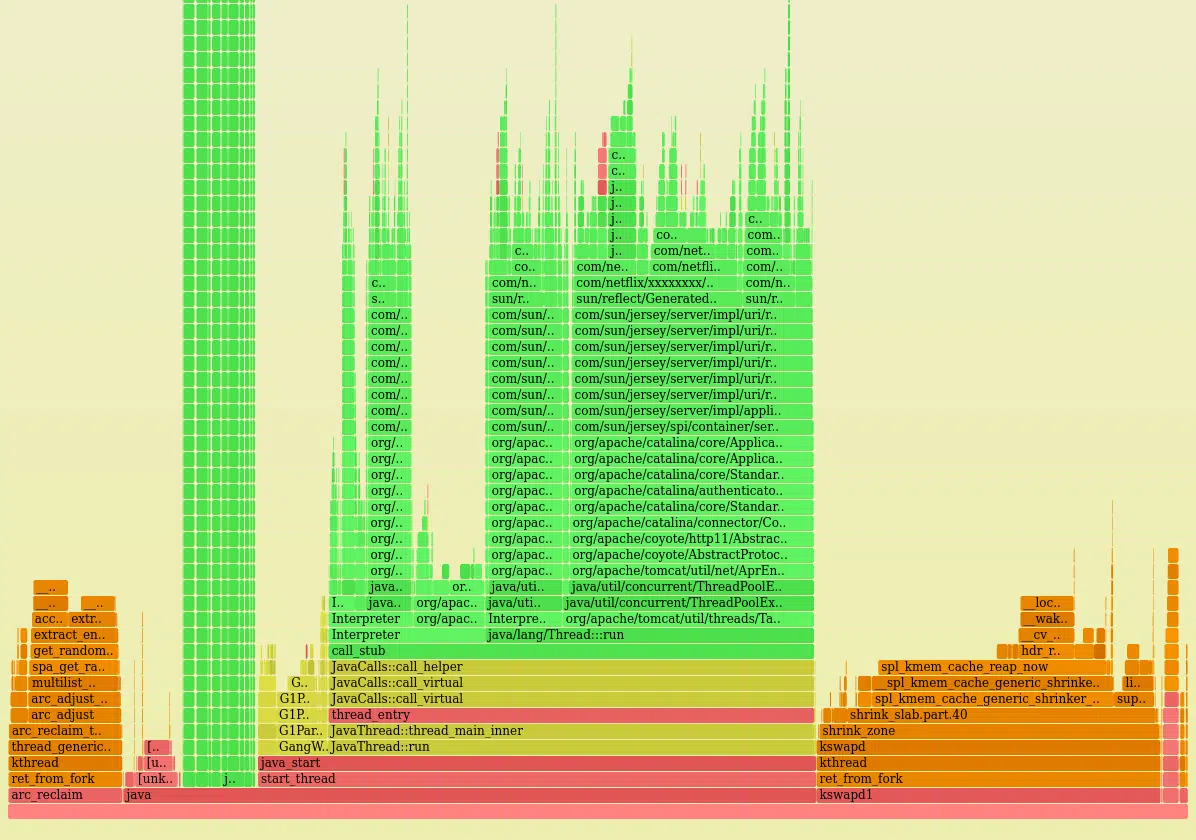 c..
c..
j..
j..
j.. c..
j.. co.. com..
c.. j.. com/net.. com..
co.. com/ne.. com/netfli.. com/..
c.. com/n.. com/netflix/xxxxxxxx/.. com/n..
s.. sun/r.. sun/reflect/Generated.. sun/r..
com/.. com/sun/.. com/sun/jersey/server/impl/uri/r..
com/.. com/sun/.. com/sun/jersey/server/impl/uri/r..
com/.. com/sun/.. com/sun/jersey/server/impl/uri/r..
com/.. com/sun/.. com/sun/jersey/server/impl/uri/r..
com/.. com/sun/.. com/sun/jersey/server/impl/uri/r..
com/.. com/sun/.. com/sun/jersey/server/impl/uri/r..
com/.. com/sun/.. com/sun/jersey/server/impl/appli..
com/.. com/sun/.. com/sun/jersey/spi/container/ser..
org/.. org/apac.. org/apache/catalina/core/Applica..
org/.. org/apac.. org/apache/catalina/core/Applica..
org/.. org/apac.. org/apache/catalina/core/Standar..
org/.. org/apac.. org/apache/catalina/authenticato..
org/.. org/apac.. org/apache/catalina/core/Standar..
org/.. org/apac.. org/apache/catalina/connector/Co..
org/.. org/apac.. org/apache/coyote/http11/Abstrac..
org/.. org/apac.. org/apache/coyote/AbstractProtoc..
org/.. org/apac.. org/apache/tomcat/util/net/AprEn..
__.. java.. or.. java/uti.. java/util/concurrent/ThreadPoolE..
__.. __.. I.. java.. org/apac.. java/uti.. java/util/concurrent/ThreadPoolEx.. __loc..
acc.. extr.. Interpreter org/apac.. Interpre.. org/apache/tomcat/util/threads/Ta.. __wak..
extract_en.. Interpreter java/lang/Thread:::run __cv_..
get_random.. call_stub hdr_r..
spa_get_ra.. JavaCalls::call_helper spl_kmem_cache_reap_now
multilist_.. G.. JavaCalls::call_virtual __spl_kmem_cache_generic_shrinke.. li..
arc_adjust_.. G1P.. JavaCalls::call_virtual spl_kmem_cache_generic_shrinker_.. sup..
arc_adjust G1P.. thread_entry shrink_slab.part.40
arc_reclaim_t.. G1Par.. JavaThread::thread_main_inner shrink_zone
thread_generic.. [.. GangW.. JavaThread::run kswapd
kthread [u.. java_start kthread
ret_from_fork [unk.. j.. start_thread ret_from_fork
arc_reclaim java kswapd1